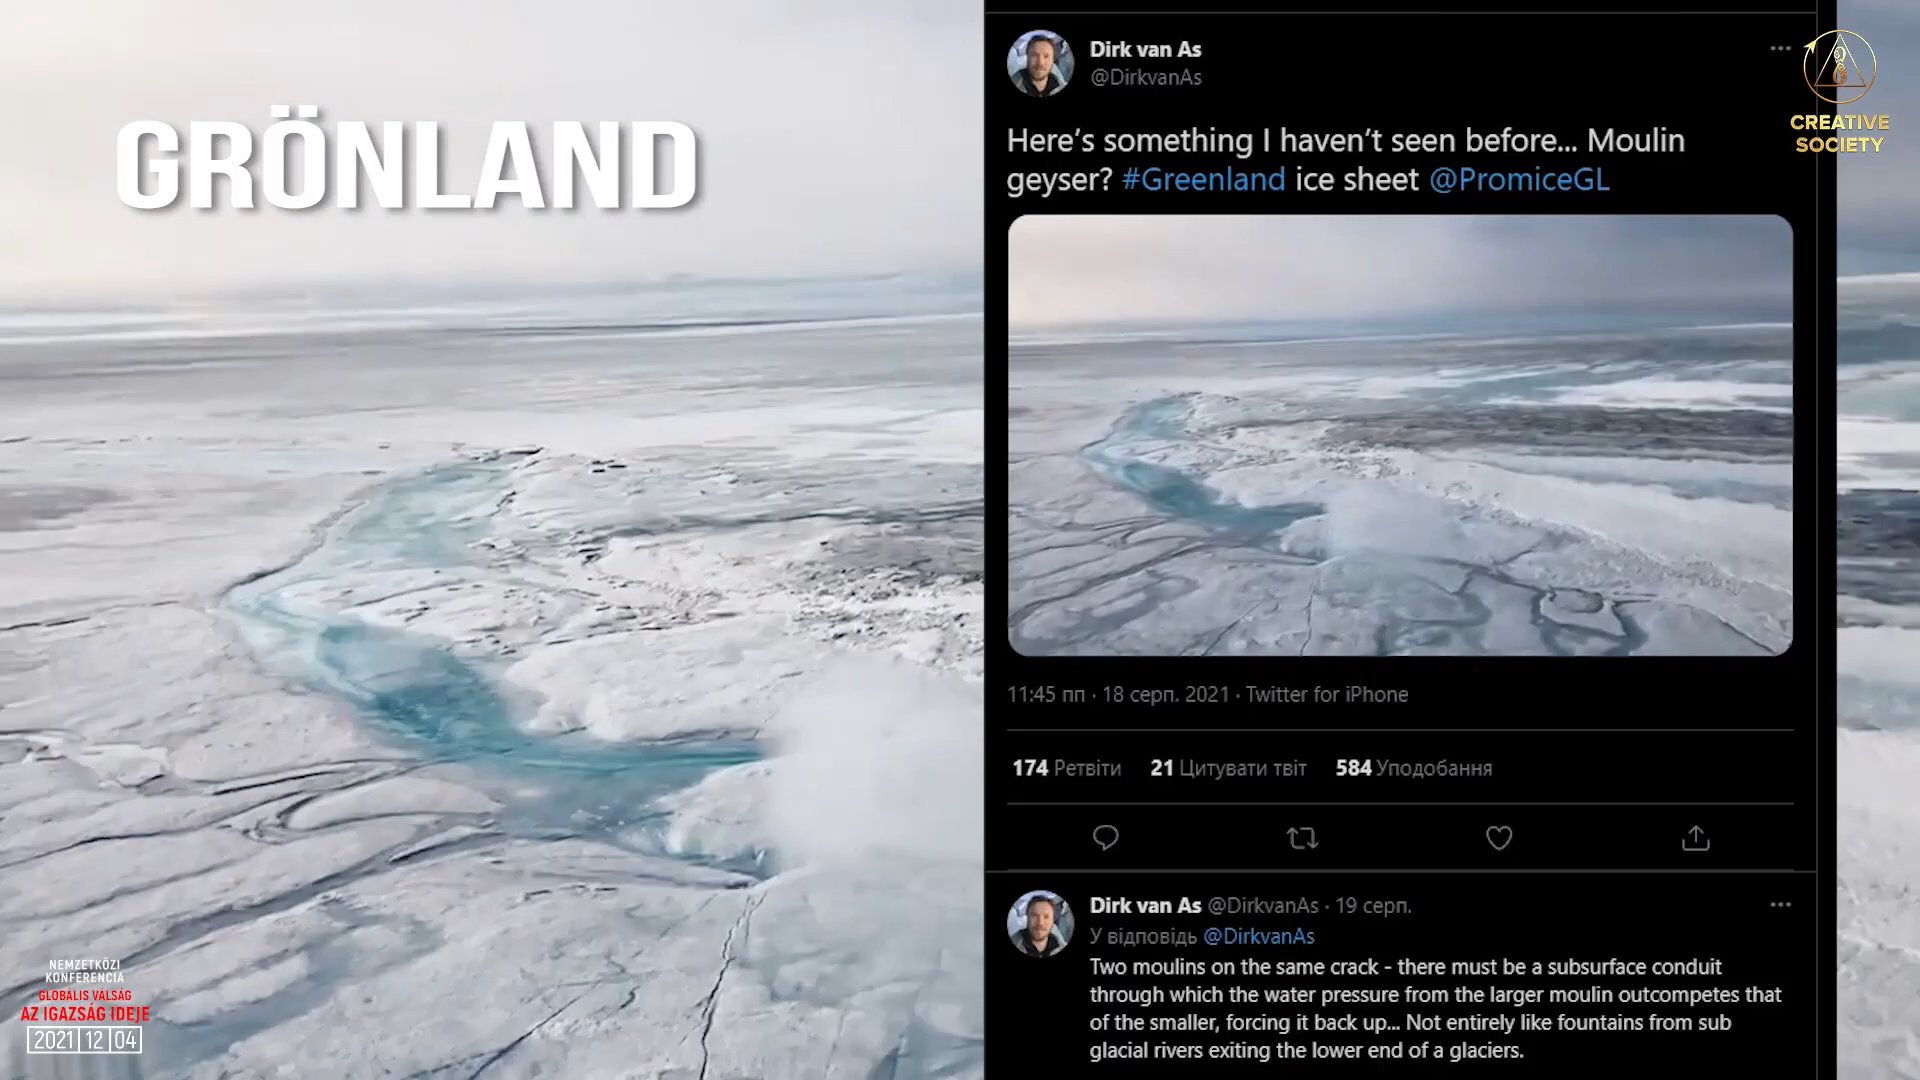 GRÖNLAND
Dirk van As
@DirkvanAs
Here’s something I haven’t seen before... Moulin
geyser? #Greenland ice sheet @PromiceGL
11:45 пп · 18 серп. 2021 · Twitter for iPhone
174 Ретвіти 21 Цитувати твіт 584 Уподобання
Dirk van As @DirkvanAs · 19 серп.
У відповідь @DirkvanAs
Two moulins on the same crack - there must be a subsurface conduit
through which the water pressure from the larger moulin outcompetes that
of the smaller, forcing it back up... Not entirely like fountains from sub
glacial rivers exiting the lower end of a glaciers.
CREATIVE
SOCIETY
NEMZETKÖZI
KONFERENCIA
GLOBÁLIS VÁLSÁG
AZ IGAZSÁG IDEJE
2021 12 04